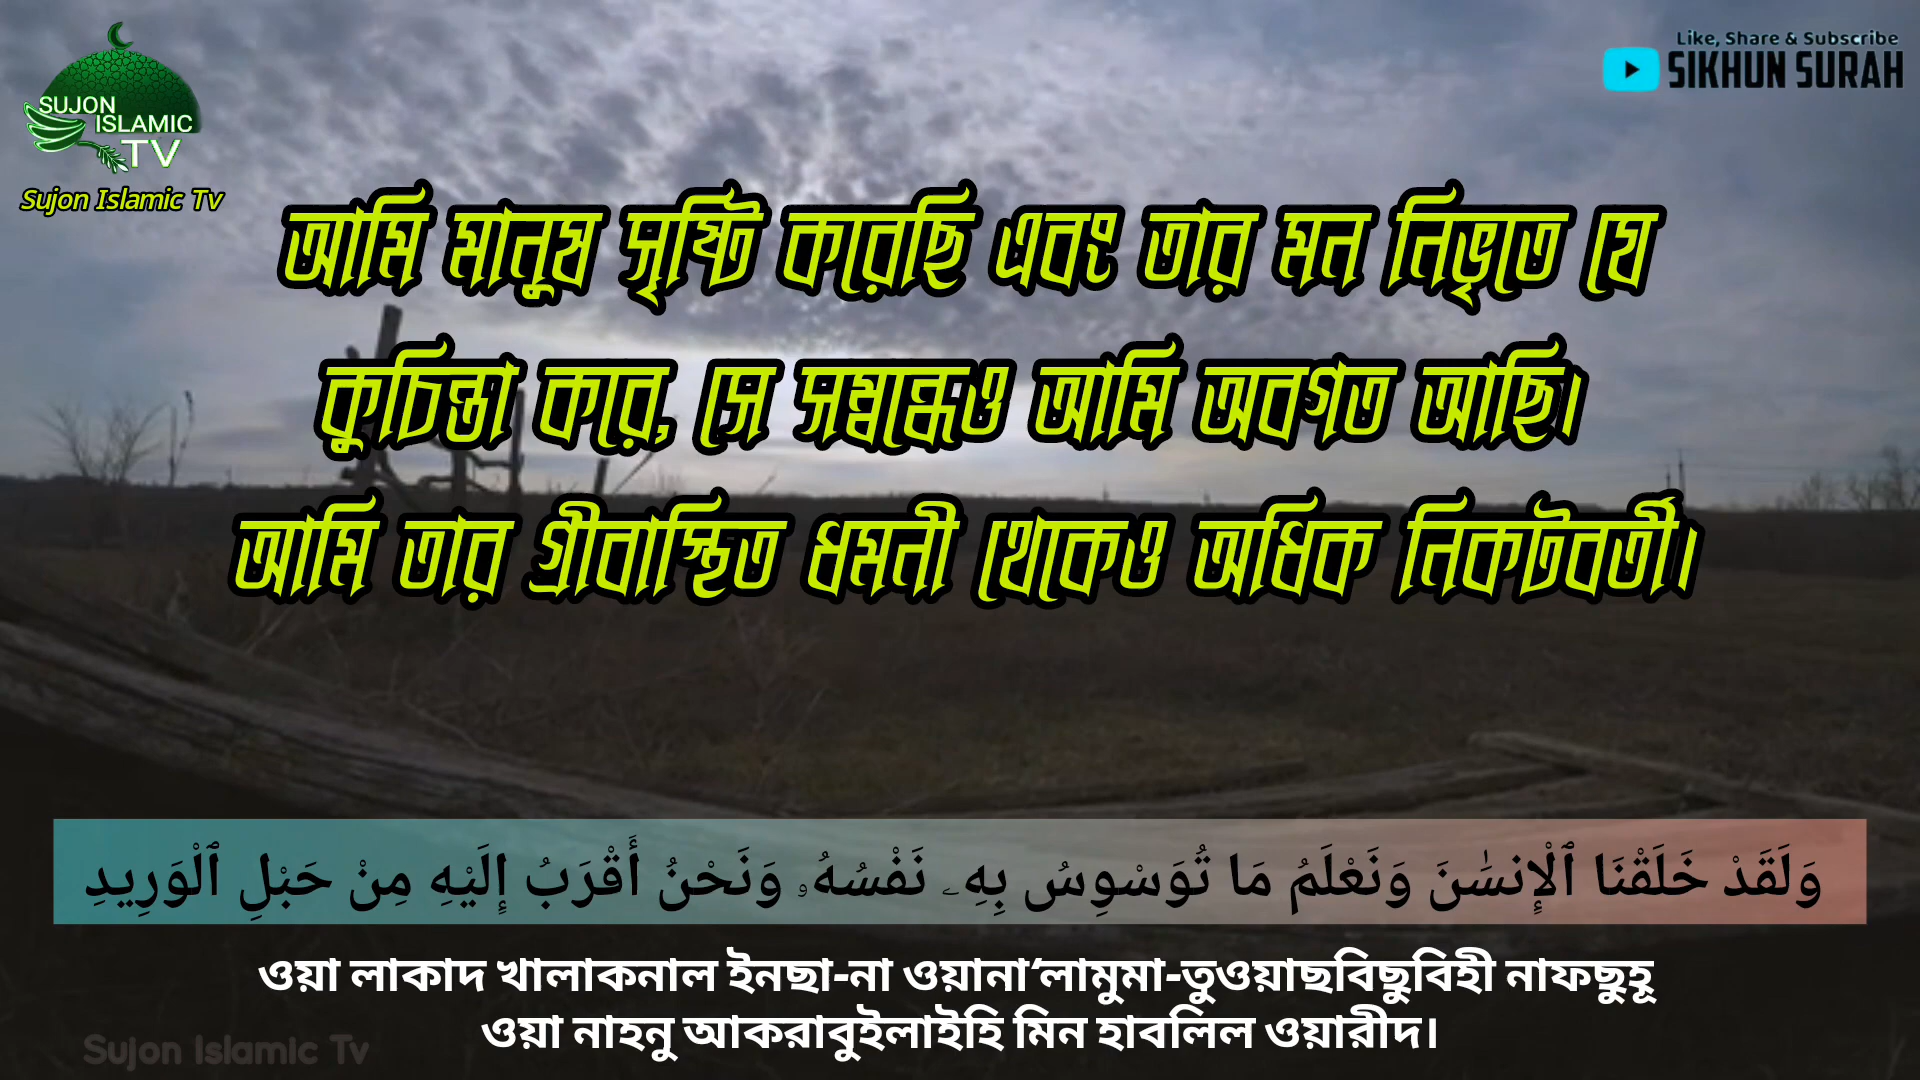 Like, Share & Subscribe
SIKHUN SURAH
SUJON
ISLAMIC
TV
Sujon Islamic Tv
আমি মানুষ সৃষ্টি করেছি এবং তার মন নিভৃতে যে
কুচিন্তা করে, সে সম্বন্ধেও আমি অবগত আছি।
আমি তার গ্রীবাস্থিত ধমনী থেকেও অধিক নিকটবর্তী।
وَلَقَدْ خَلَقْنَا ٱلْإِنسَٰنَ وَنَعْلَمُ مَا تُوَسْوِسُ بِهِۦ نَفْسُهُۥ وَنَحْنُ أَقْرَبُ إِلَيْهِ مِنْ حَبْلِ ٱلْوَرِيدِ
ওয়া লাকাদ খালাকনাল ইনছা-না ওয়ানা‘লামুমা-তুওয়াছবিছুবিহী নাফছুহূ
ওয়া নাহনু আকরাবুইলাইহি মিন হাবলিল ওয়ারীদ।
Sujon Islamic Tv